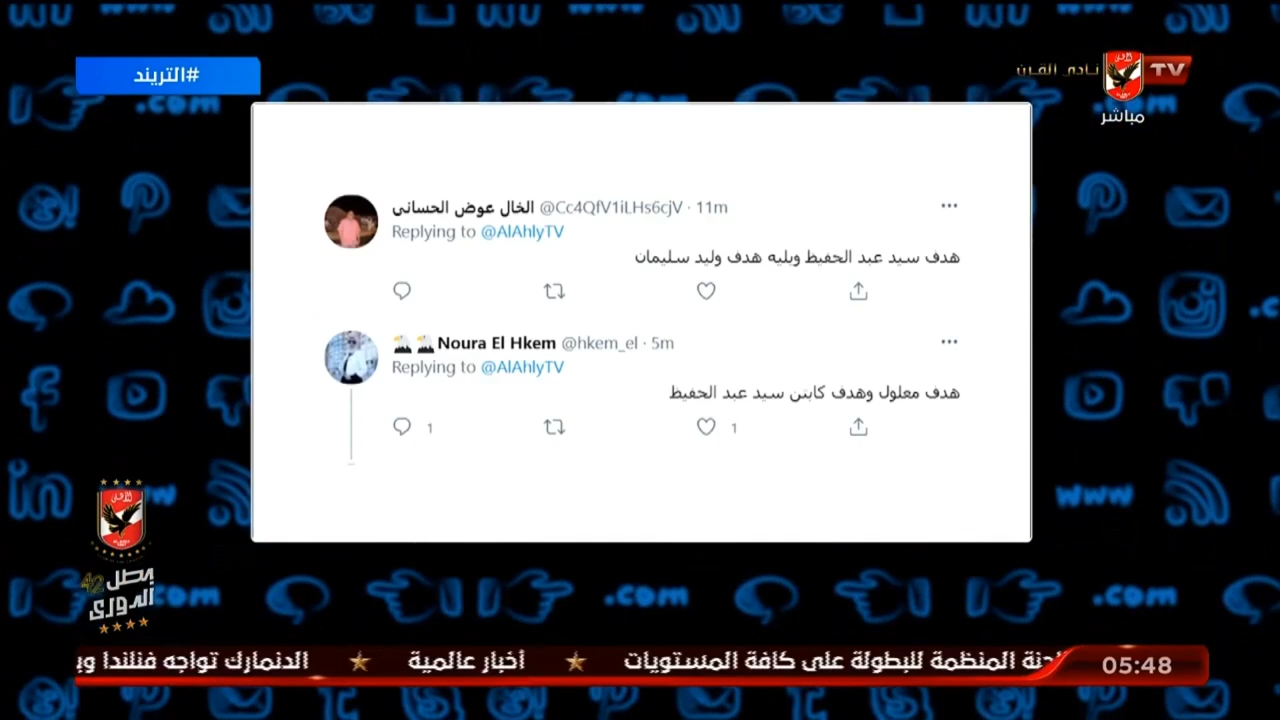 #التريند
نادي القرن
TV
مباشر
الخال عوض الحساني @Cc4QfV1iLHs6cjV · 11m
Replying to @AlAhlyTV
هدف سيد عبد الحفيظ ويليه هدف وليد سليمان
Noura El Hkem @hkem_el · 5m
Replying to @AlAhlyTV
هدف معلول وهدف كابتن سيد عبد الحفيظ
1
1
بطل
الدوري 42
المنظمة للبطولة على كافة المستويات ★ أخبار عالمية ★ الدنمارك تواجه فنلندا
05:48